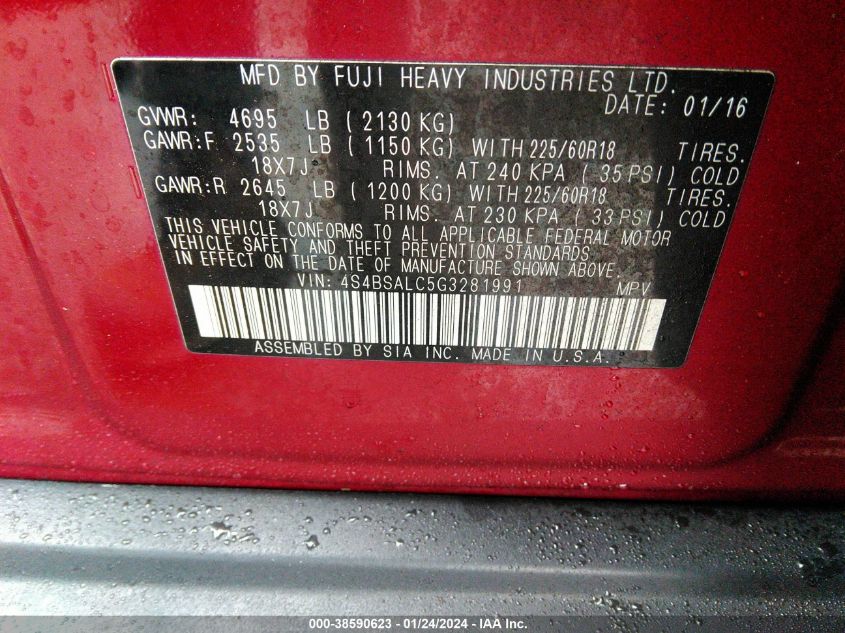 MFD BY FUJI HEAVY INDUSTRIES LTD.
DATE: 01/16
GVWR: 4695 LB ( 2130 KG)
GAWR:F 2535 LB ( 1150 KG) WITH 225/60R18 TIRES.
18X7J RIMS. AT 240 KPA ( 35 PSI) COLD
GAWR:R 2645 LB ( 1200 KG) WITH 225/60R18 TIRES.
18X7J RIMS. AT 230 KPA ( 33 PSI) COLD
THIS VEHICLE CONFORMS TO ALL APPLICABLE FEDERAL MOTOR
VEHICLE SAFETY AND THEFT PREVENTION STANDARDS
IN EFFECT ON THE DATE OF MANUFACTURE SHOWN ABOVE.
VIN: 4S4BSALC5G3281991 MPV
ASSEMBLED BY SIA INC. MADE IN U.S.A.
000-38590623 - 01/24/2024 - IAA Inc.